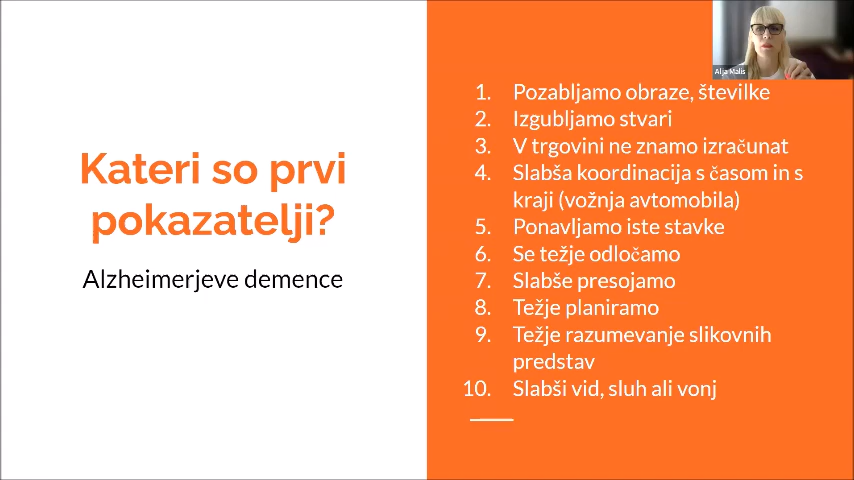 Kateri so prvi
pokazatelji?
Alzheimerjeve demence
Alja Malis
1. Pozabljamo obraze, številke
2. Izgubljamo stvari
3. V trgovini ne znamo izračunat
4. Slabša koordinacija s časom in s
kraji (vožnja avtomobila)
5. Ponavljamo iste stavke
6. Se težje odločamo
7. Slabše presojamo
8. Težje planiramo
9. Težje razumevanje slikovnih
predstav
10. Slabši vid, sluh ali vonj